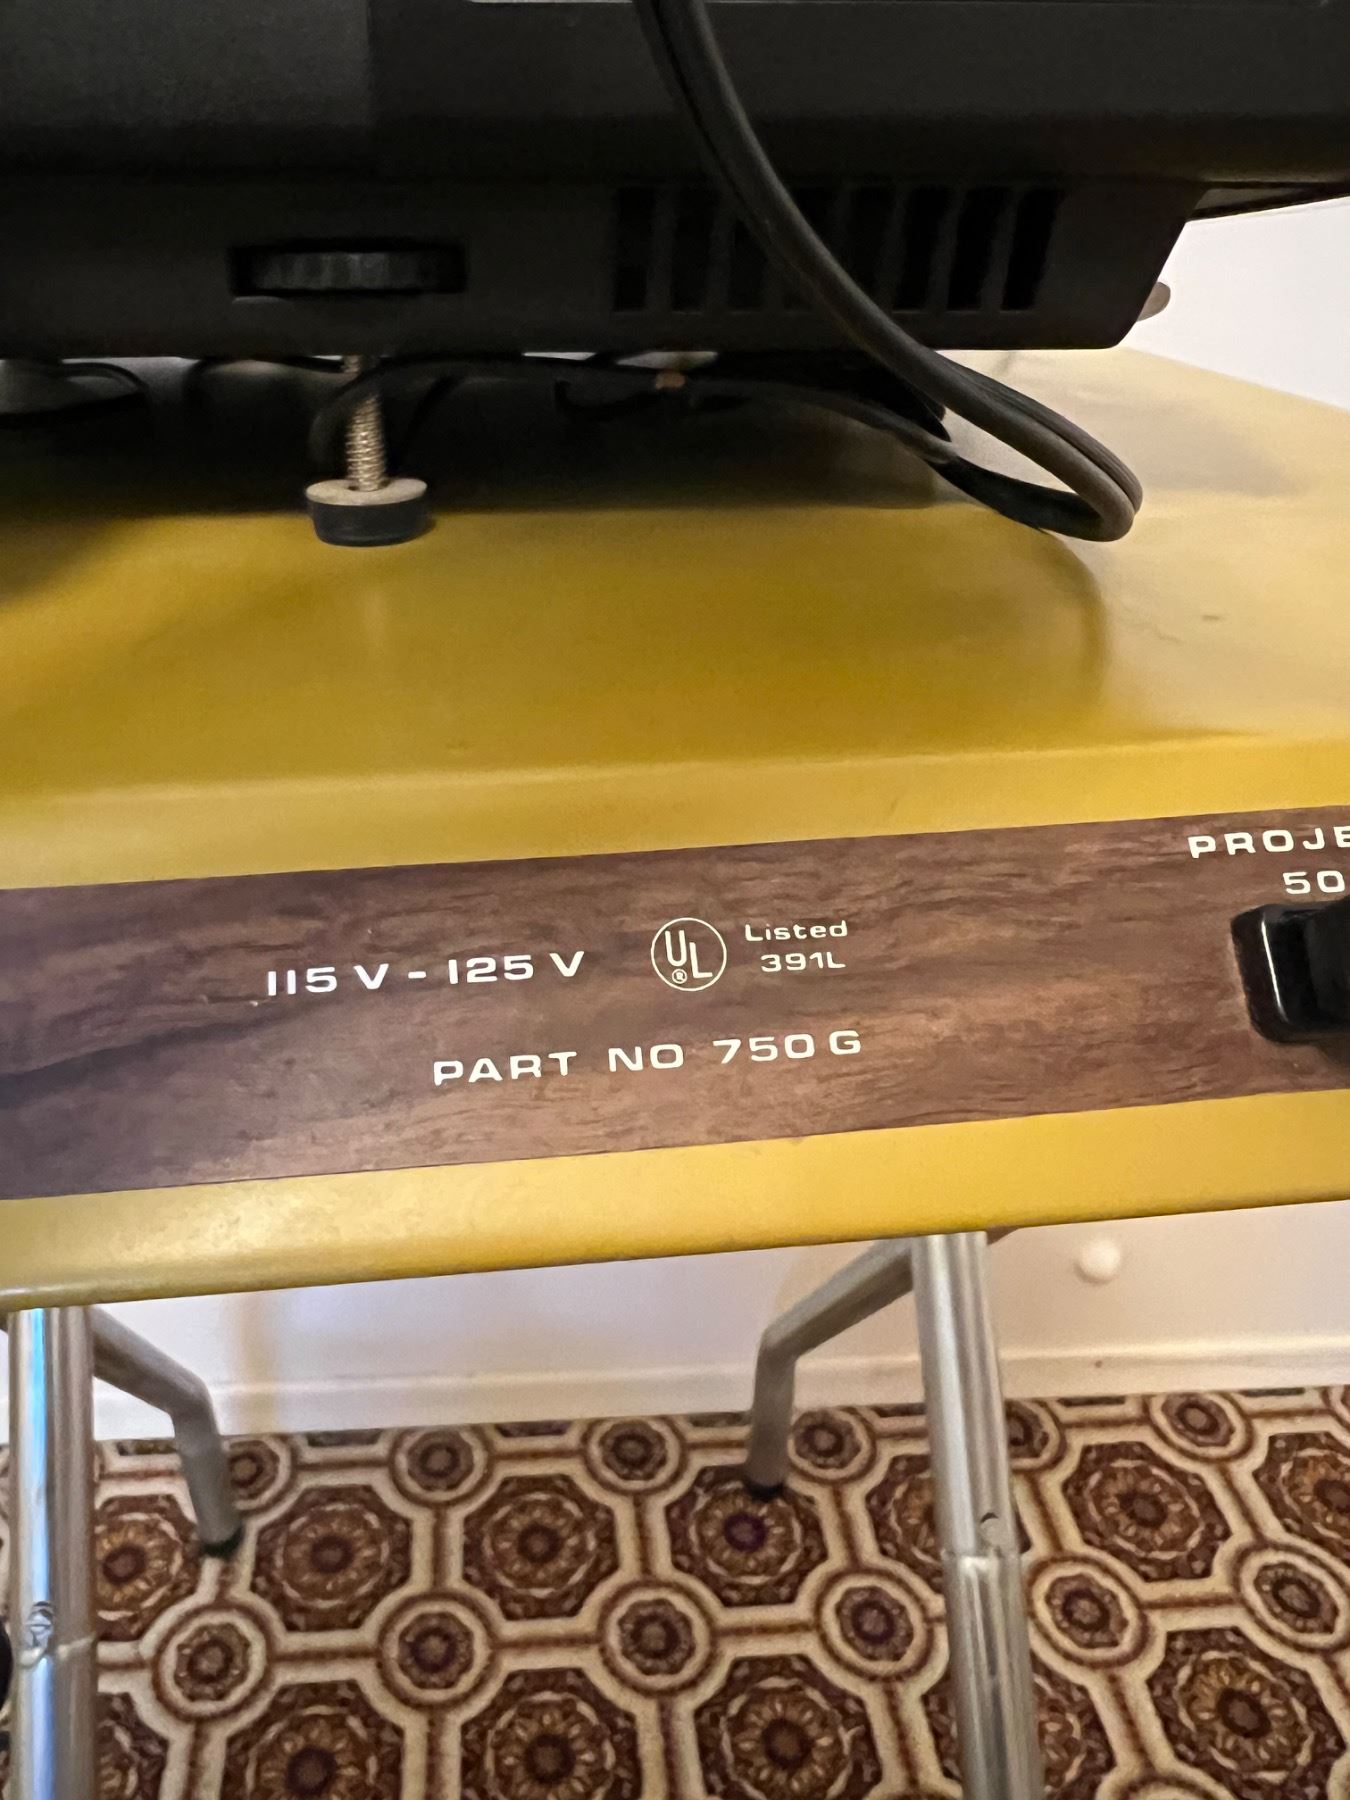 PROJE
50
115 V - 125 V
UL
®
Listed
391L
PART NO 750 G